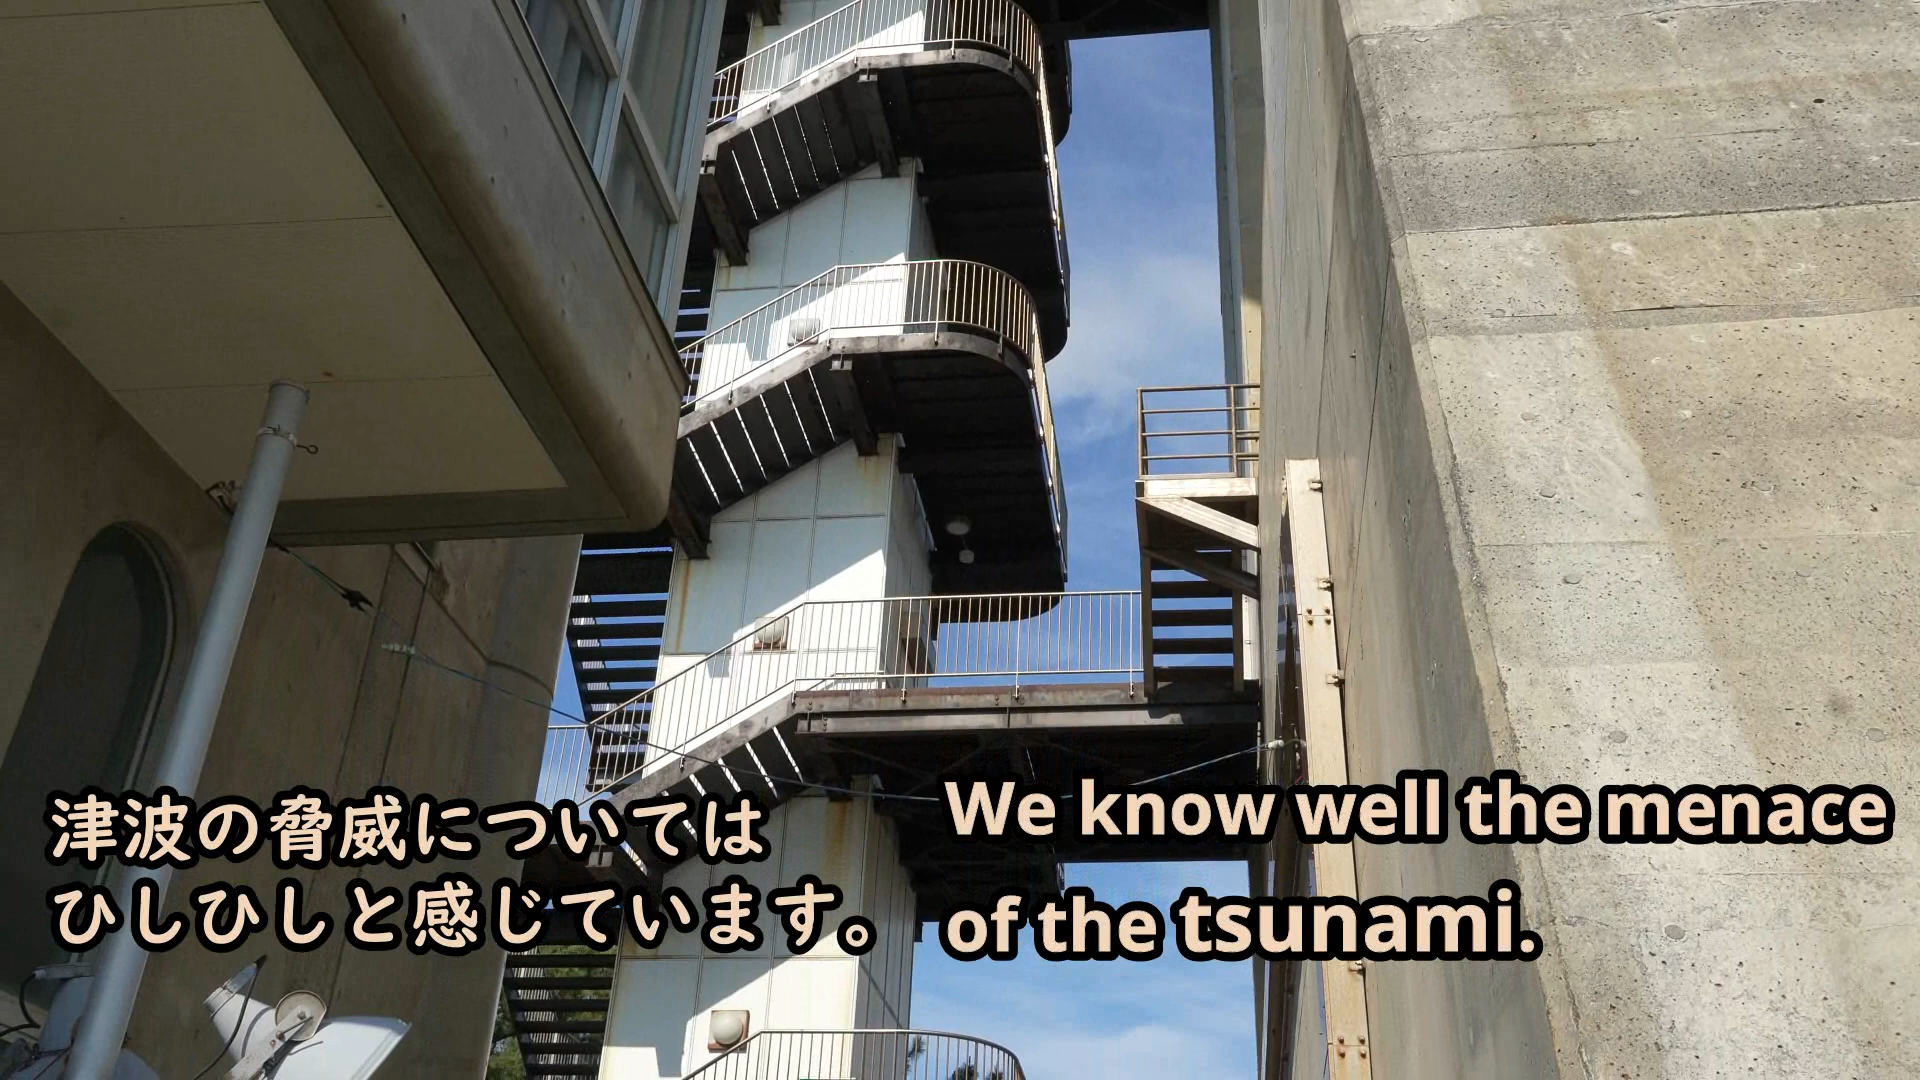 津波の脅威については
ひしひしと感じています。
We know well the menace
of the tsunami.